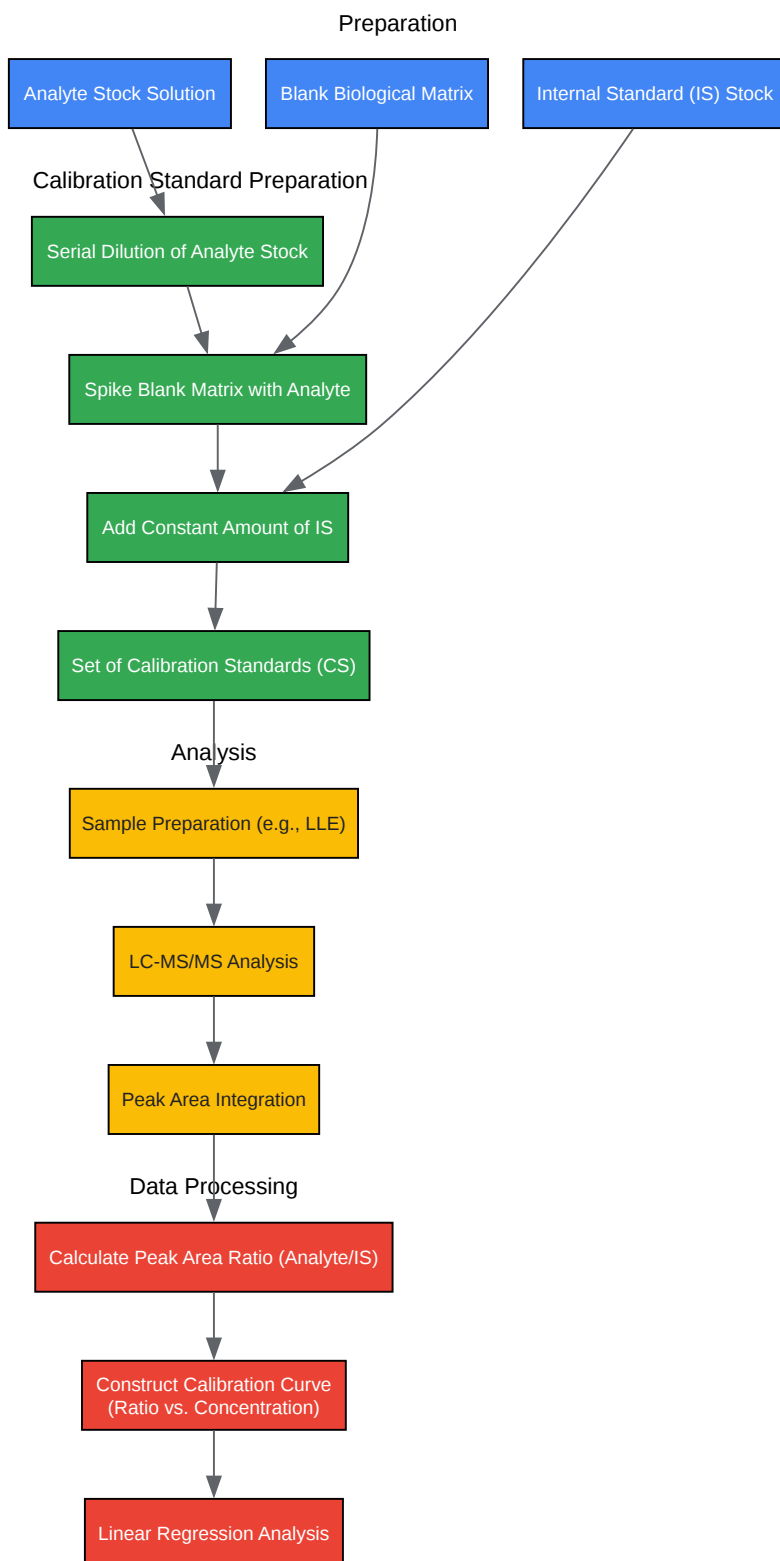 Preparation
Analyte Stock Solution
Blank Biological Matrix
Internal Standard (IS) Stock
Calibration Standard Preparation
Serial Dilution of Analyte Stock
Spike Blank Matrix with Analyte
Add Constant Amount of IS
Set of Calibration Standards (CS)
Analysis
Sample Preparation (e.g., LLE)
LC-MS/MS Analysis
Peak Area Integration
Data Processing
Calculate Peak Area Ratio (Analyte/IS)
Construct Calibration Curve
(Ratio vs. Concentration)
Linear Regression Analysis